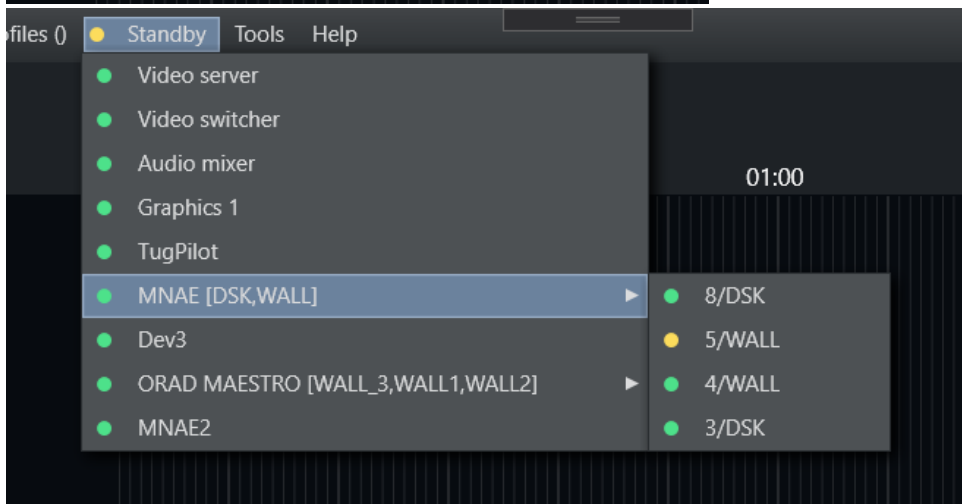 files () Standby Tools Help
Video server
Video switcher
Audio mixer
01:00
Graphics 1
TugPilot
MNAE [DSK,WALL]
8/DSK
Dev3
5/WALL
ORAD MAESTRO [WALL_3,WALL1,WALL2]
4/WALL
MNAE2
3/DSK